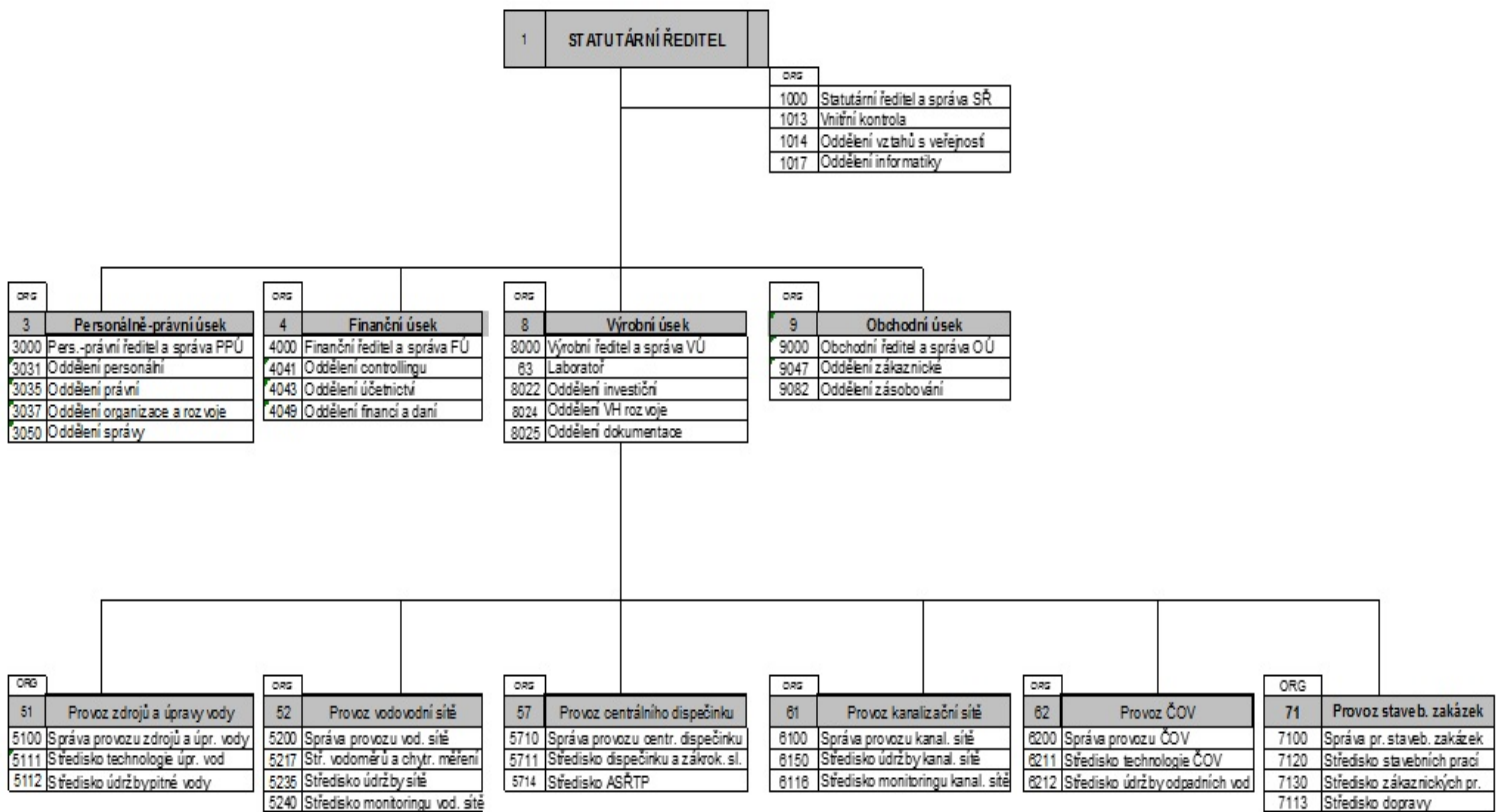 1 STATUTÁRNÍ ŘEDITEL
ORG
1000 Statutární ředitel a správa SŘ
1013 Vnitřní kontrola
1014 Oddělení vztahů s veřejností
1017 Oddělení informatiky
ORG
3 Personálně-právní úsek
3000 Pers.-právní ředitel a správa PPÚ
3031 Oddělení personální
3035 Oddělení právní
3037 Oddělení organizace a rozvoje
3050 Oddělení správy
ORG
4 Finanční úsek
4000 Finanční ředitel a správa FÚ
4041 Oddělení controllingu
4043 Oddělení účetnictví
4049 Oddělení financí a daní
ORG
8 Výrobní úsek
8000 Výrobní ředitel a správa VÚ
63 Laboratoř
8022 Oddělení investiční
8024 Oddělení VH rozvoje
8025 Oddělení dokumentace
ORG
9 Obchodní úsek
9000 Obchodní ředitel a správa OÚ
9047 Oddělení zákaznické
9082 Oddělení zásobování
ORG
51 Provoz zdrojů a úpravy vody
5100 Správa provozu zdrojů a úpr. vody
5111 Středisko technologie úpr. vod
5112 Středisko údržbypitné vody
ORG
52 Provoz vodovodní sítě
5200 Správa provozu vod. sítě
5217 Stř. vodoměrů a chytr. měření
5235 Středisko údržby sítě
5240 Středisko monitoringu vod. sítě
ORG
57 Provoz centrálního dispečinku
5710 Správa provozu centr. dispečinku
5711 Středisko dispečinku a zákrok. sl.
5714 Středisko ASŘTP
ORG
61 Provoz kanalizační sítě
6100 Správa provozu kanal. sítě
6150 Středisko údržby kanal. sítě
6116 Středisko monitoringu kanal. sítě
ORG
62 Provoz ČOV
6200 Správa provozu ČOV
6211 Středisko technologie ČOV
6212 Středisko údržby odpadních vod
ORG
71 Provoz staveb. zakázek
7100 Správa pr. staveb. zakázek
7120 Středisko stavebních prací
7130 Středisko zákaznických pr.
7113 Středisko dopravy